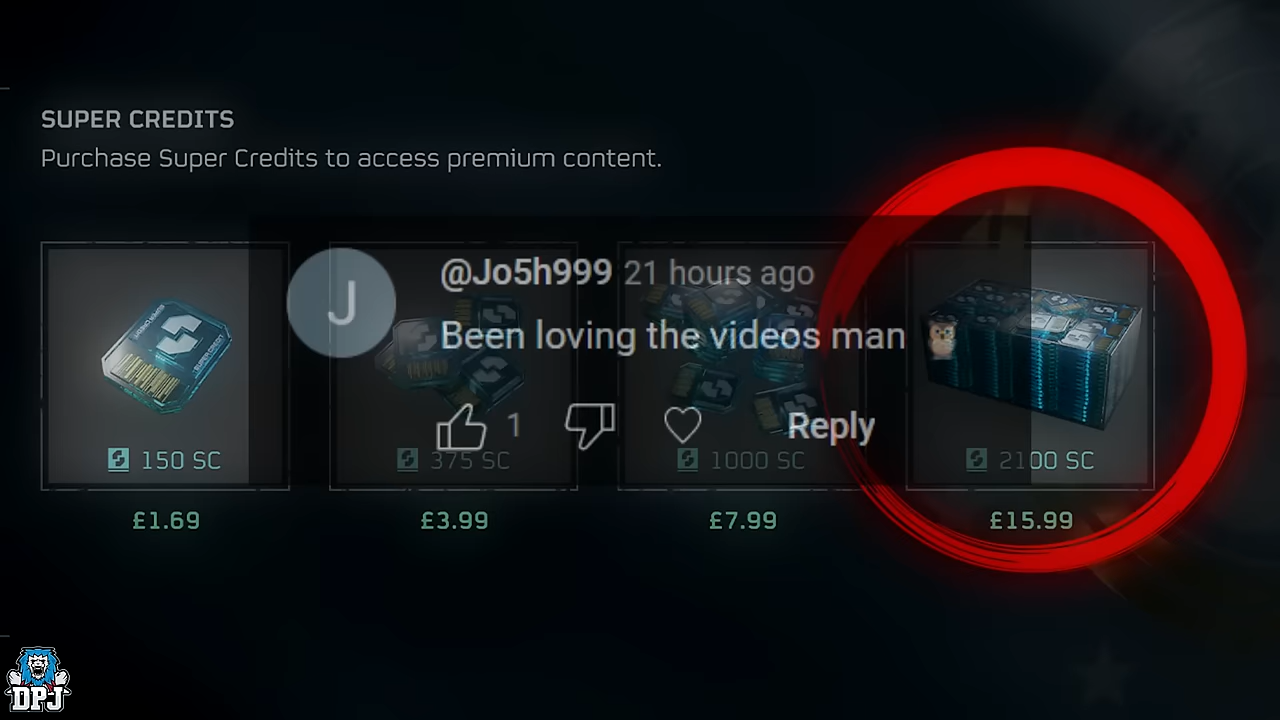 SUPER CREDITS
Purchase Super Credits to access premium content.
@Jo5h999 21 hours ago
J
Been loving the videos man
1
Reply
150 SC
375 SC
1000 SC
2100 SC
£1.69
£3.99
£7.99
£15.99
DPJ